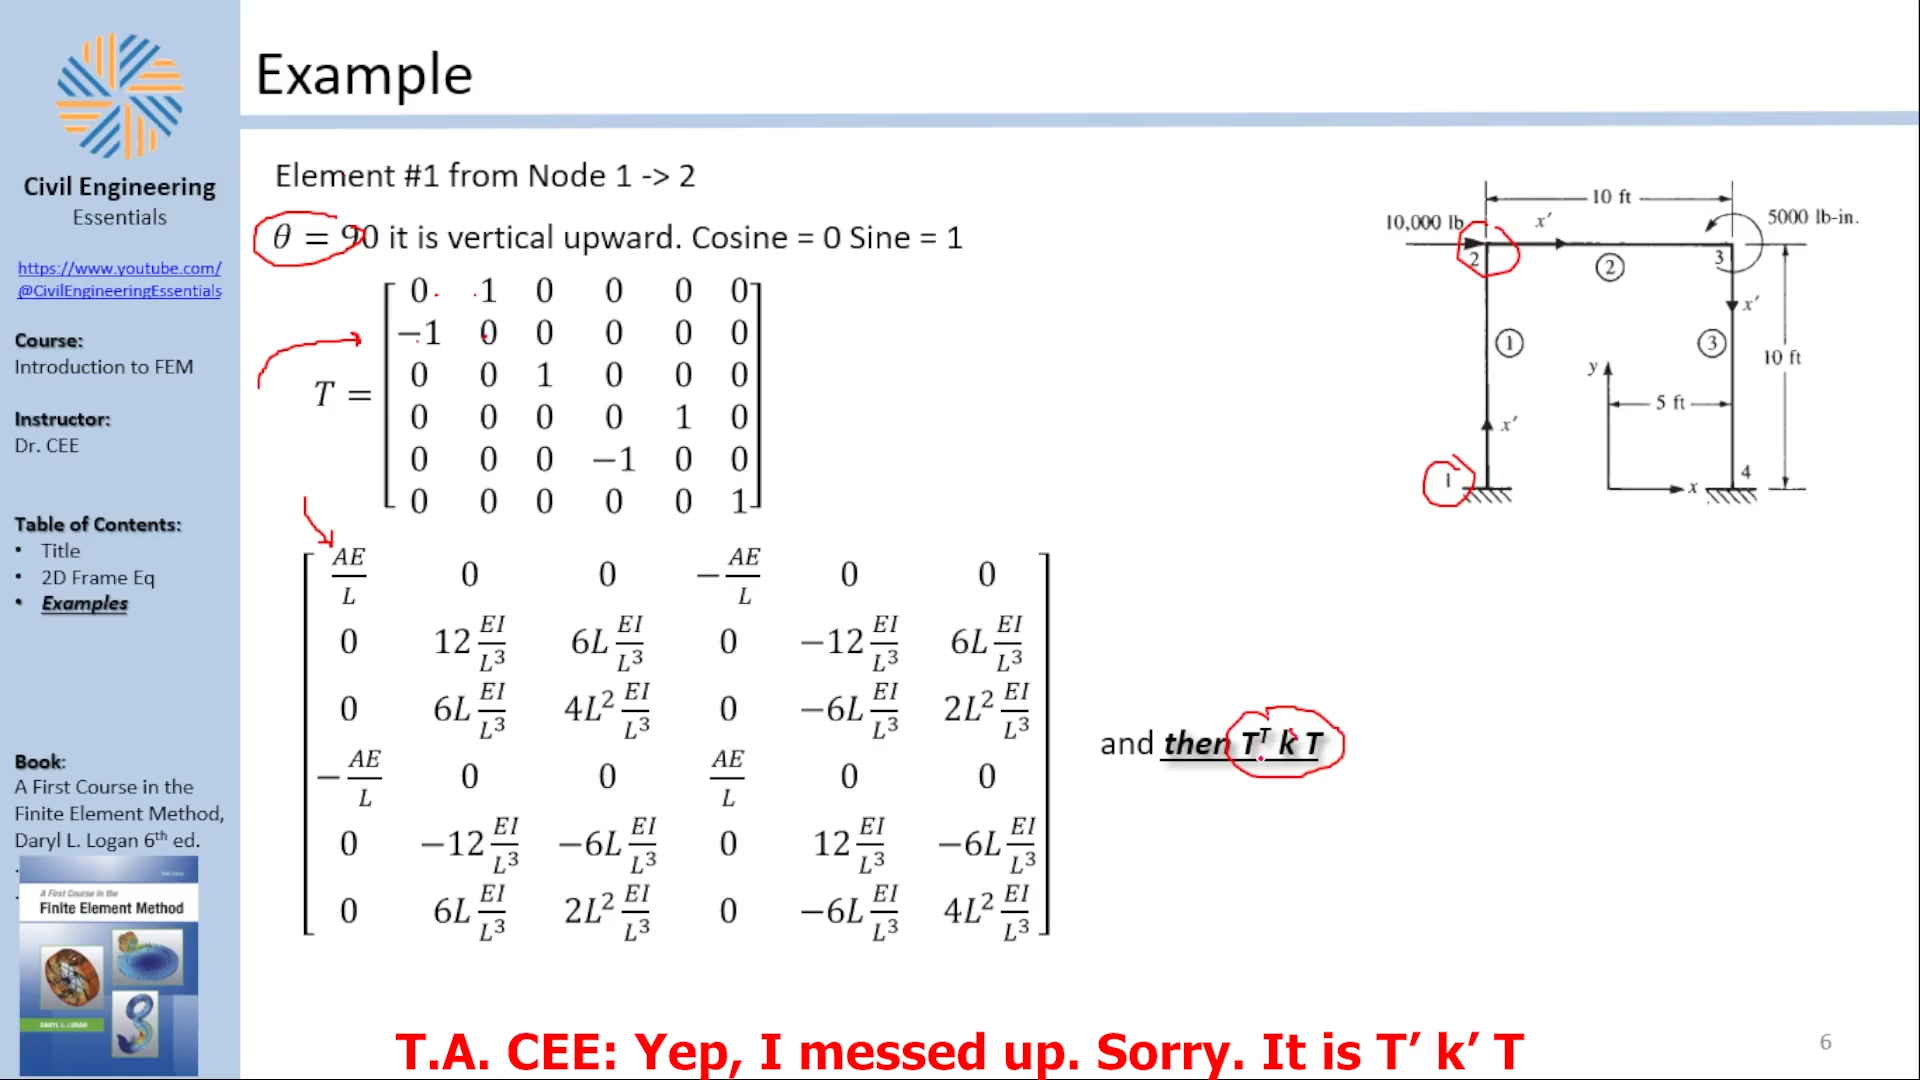 Example
Civil Engineering
Essentials
https://www.youtube.com/
@CivilEngineeringEssentials
Course:
Introduction to FEM
Instructor:
Dr. CEE
Table of Contents:
• Title
• 2D Frame Eq
• Examples
Book:
A First Course in the
Finite Element Method,
Daryl L. Logan 6th ed.
A First Course in the
Finite Element Method
DARYL L. LOGAN
Element #1 from Node 1 -> 2
θ = 90 it is vertical upward. Cosine = 0 Sine = 1
T =
0 1 0 0 0 0
−1 0 0 0 0 0
0 0 1 0 0 0
0 0 0 0 1 0
0 0 0 −1 0 0
0 0 0 0 0 1
AE/L 0 0 −AE/L 0 0
0 12 EI/L³ 6L EI/L³ 0 −12 EI/L³ 6L EI/L³
0 6L EI/L³ 4L² EI/L³ 0 −6L EI/L³ 2L² EI/L³
−AE/L 0 0 AE/L 0 0
0 −12 EI/L³ −6L EI/L³ 0 12 EI/L³ −6L EI/L³
0 6L EI/L³ 2L² EI/L³ 0 −6L EI/L³ 4L² EI/L³
and then Tᵀ k T
10 ft
10,000 lb
x′
5000 lb-in.
2
3
②
x′
①
③
10 ft
y
5 ft
x′
1
4
x
T.A. CEE: Yep, I messed up. Sorry. It is T’ k’ T
6